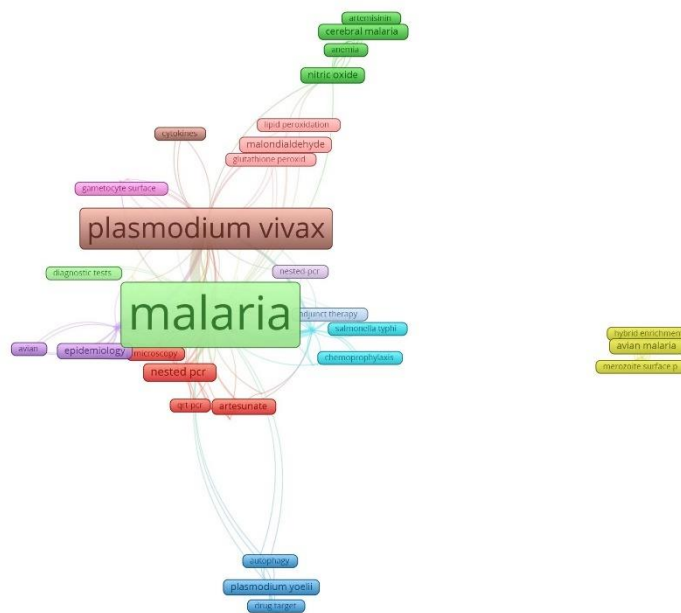 artemisinin
cerebral malaria
anemia
nitric oxide
lipid peroxidation
cytokines
malondialdehyde
glutathione peroxid
gametocyte surface
plasmodium vivax
diagnostic tests
nested pcr
malaria
adjunct therapy
salmonella typhi
hybrid enrichment
avian malaria
avian
epidemiology
microscopy
chemoprophylaxis
merozoite surface p
nested pcr
qrt pcr
artesunate
autophagy
plasmodium yoelii
drug target